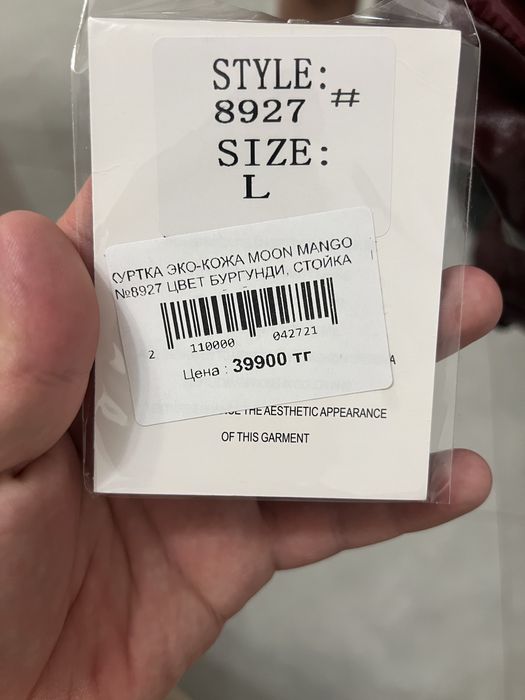 STYLE:
8927 #
SIZE:
L
КУРТКА ЭКО-КОЖА MOON MANGO
№8927 ЦВЕТ БУРГУНДИ, СТОЙКА
2 110000 042721
Цена : 39900 тг
THE AESTHETIC APPEARANCE
OF THIS GARMENT